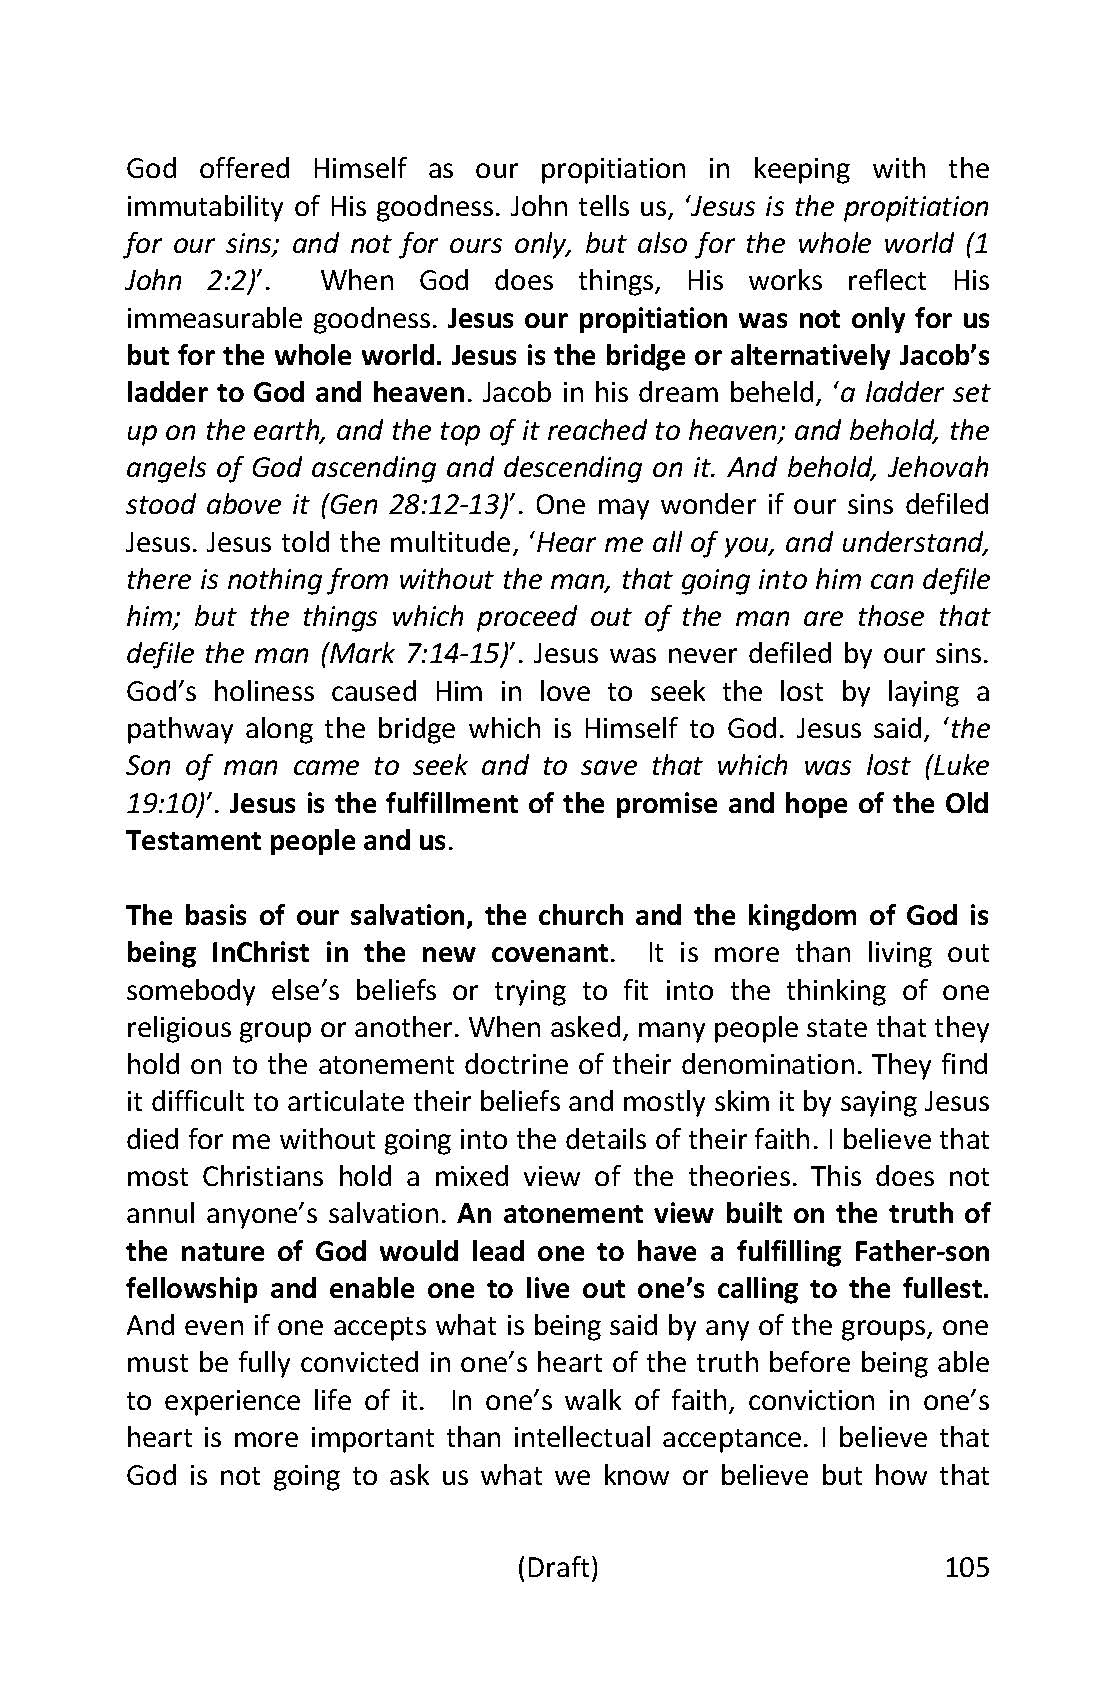 God offered Himself as our propitiation in keeping with the
immutability of His goodness. John tells us, ‘Jesus is the propitiation
for our sins; and not for ours only, but also for the whole world (1
John 2:2)’. When God does things, His works reflect His
immeasurable goodness. Jesus our propitiation was not only for us
but for the whole world. Jesus is the bridge or alternatively Jacob’s
ladder to God and heaven. Jacob in his dream beheld, ‘a ladder set
up on the earth, and the top of it reached to heaven; and behold, the
angels of God ascending and descending on it. And behold, Jehovah
stood above it (Gen 28:12-13)’. One may wonder if our sins defiled
Jesus. Jesus told the multitude, ‘Hear me all of you, and understand,
there is nothing from without the man, that going into him can defile
him; but the things which proceed out of the man are those that
defile the man (Mark 7:14-15)’. Jesus was never defiled by our sins.
God’s holiness caused Him in love to seek the lost by laying a
pathway along the bridge which is Himself to God. Jesus said, ‘the
Son of man came to seek and to save that which was lost (Luke
19:10)’. Jesus is the fulfillment of the promise and hope of the Old
Testament people and us.
The basis of our salvation, the church and the kingdom of God is
being InChrist in the new covenant. It is more than living out
somebody else’s beliefs or trying to fit into the thinking of one
religious group or another. When asked, many people state that they
hold on to the atonement doctrine of their denomination. They find
it difficult to articulate their beliefs and mostly skim it by saying Jesus
died for me without going into the details of their faith. I believe that
most Christians hold a mixed view of the theories. This does not
annul anyone’s salvation. An atonement view built on the truth of
the nature of God would lead one to have a fulfilling Father-son
fellowship and enable one to live out one’s calling to the fullest.
And even if one accepts what is being said by any of the groups, one
must be fully convicted in one’s heart of the truth before being able
to experience life of it. In one’s walk of faith, conviction in one’s
heart is more important than intellectual acceptance. I believe that
God is not going to ask us what we know or believe but how that
(Draft) 105